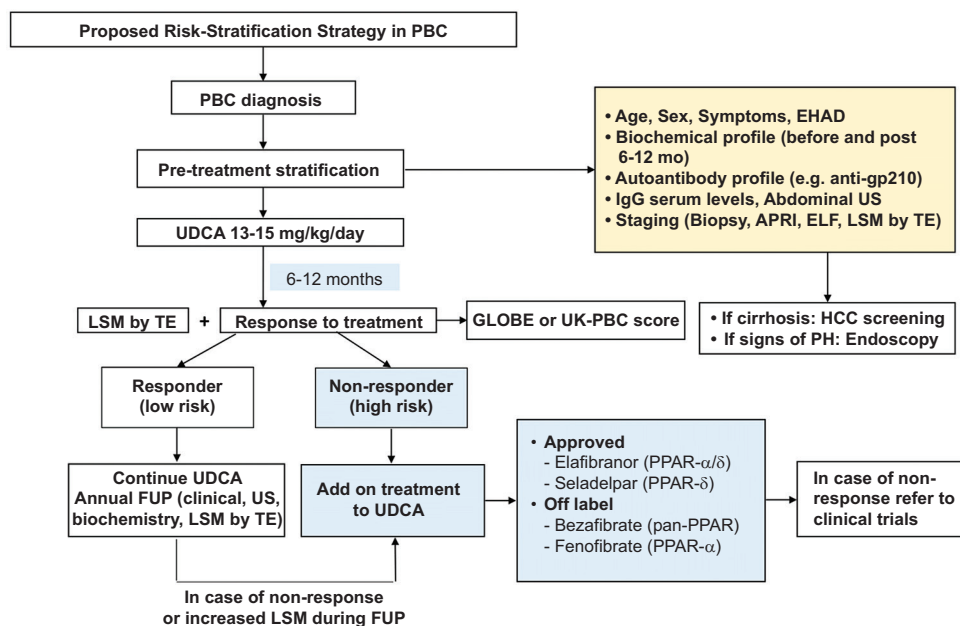 Proposed Risk-Stratification Strategy in PBC
PBC diagnosis
Pre-treatment stratification
• Age, Sex, Symptoms, EHAD
• Biochemical profile (before and post
6-12 mo)
• Autoantibody profile (e.g. anti-gp210)
• IgG serum levels, Abdominal US
• Staging (Biopsy, APRI, ELF, LSM by TE)
UDCA 13-15 mg/kg/day
6-12 months
LSM by TE + Response to treatment
GLOBE or UK-PBC score
• If cirrhosis: HCC screening
• If signs of PH: Endoscopy
Responder
(low risk)
Non-responder
(high risk)
Continue UDCA
Annual FUP (clinical, US,
biochemistry, LSM by TE)
Add on treatment
to UDCA
• Approved
- Elafibranor (PPAR-α/δ)
- Seladelpar (PPAR-δ)
• Off label
- Bezafibrate (pan-PPAR)
- Fenofibrate (PPAR-α)
In case of non-
response refer to
clinical trials
In case of non-response
or increased LSM during FUP